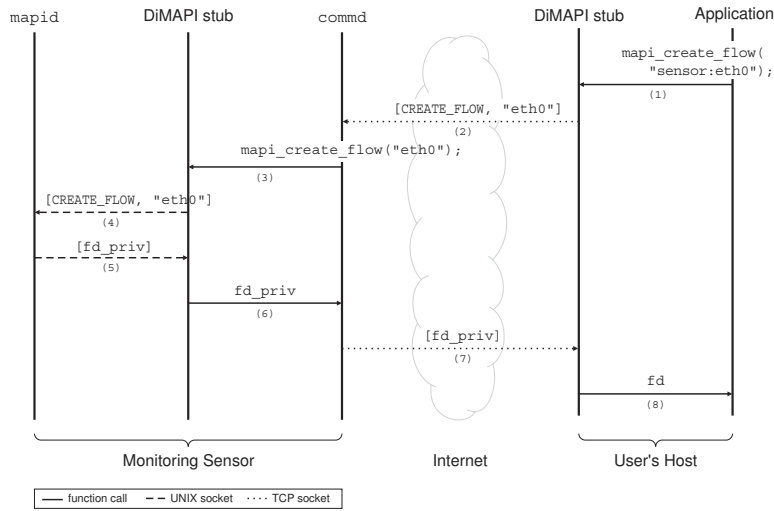 mapid
DiMAPI stub
commd
DiMAPI stub
Application
mapi_create_flow(
"sensor:eth0");
(1)
[CREATE_FLOW, "eth0"]
(2)
mapi_create_flow("eth0");
(3)
[CREATE_FLOW, "eth0"]
(4)
[fd_priv]
(5)
fd_priv
(6)
[fd_priv]
(7)
fd
(8)
Monitoring Sensor
Internet
User's Host
function call
UNIX socket
TCP socket